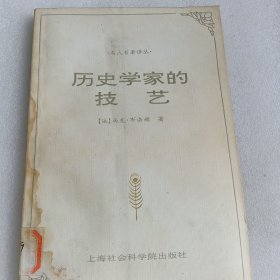 ·名人名著译丛·
历史学家的
技艺
[法]马克·布洛赫 著
上海社会科学院出版社